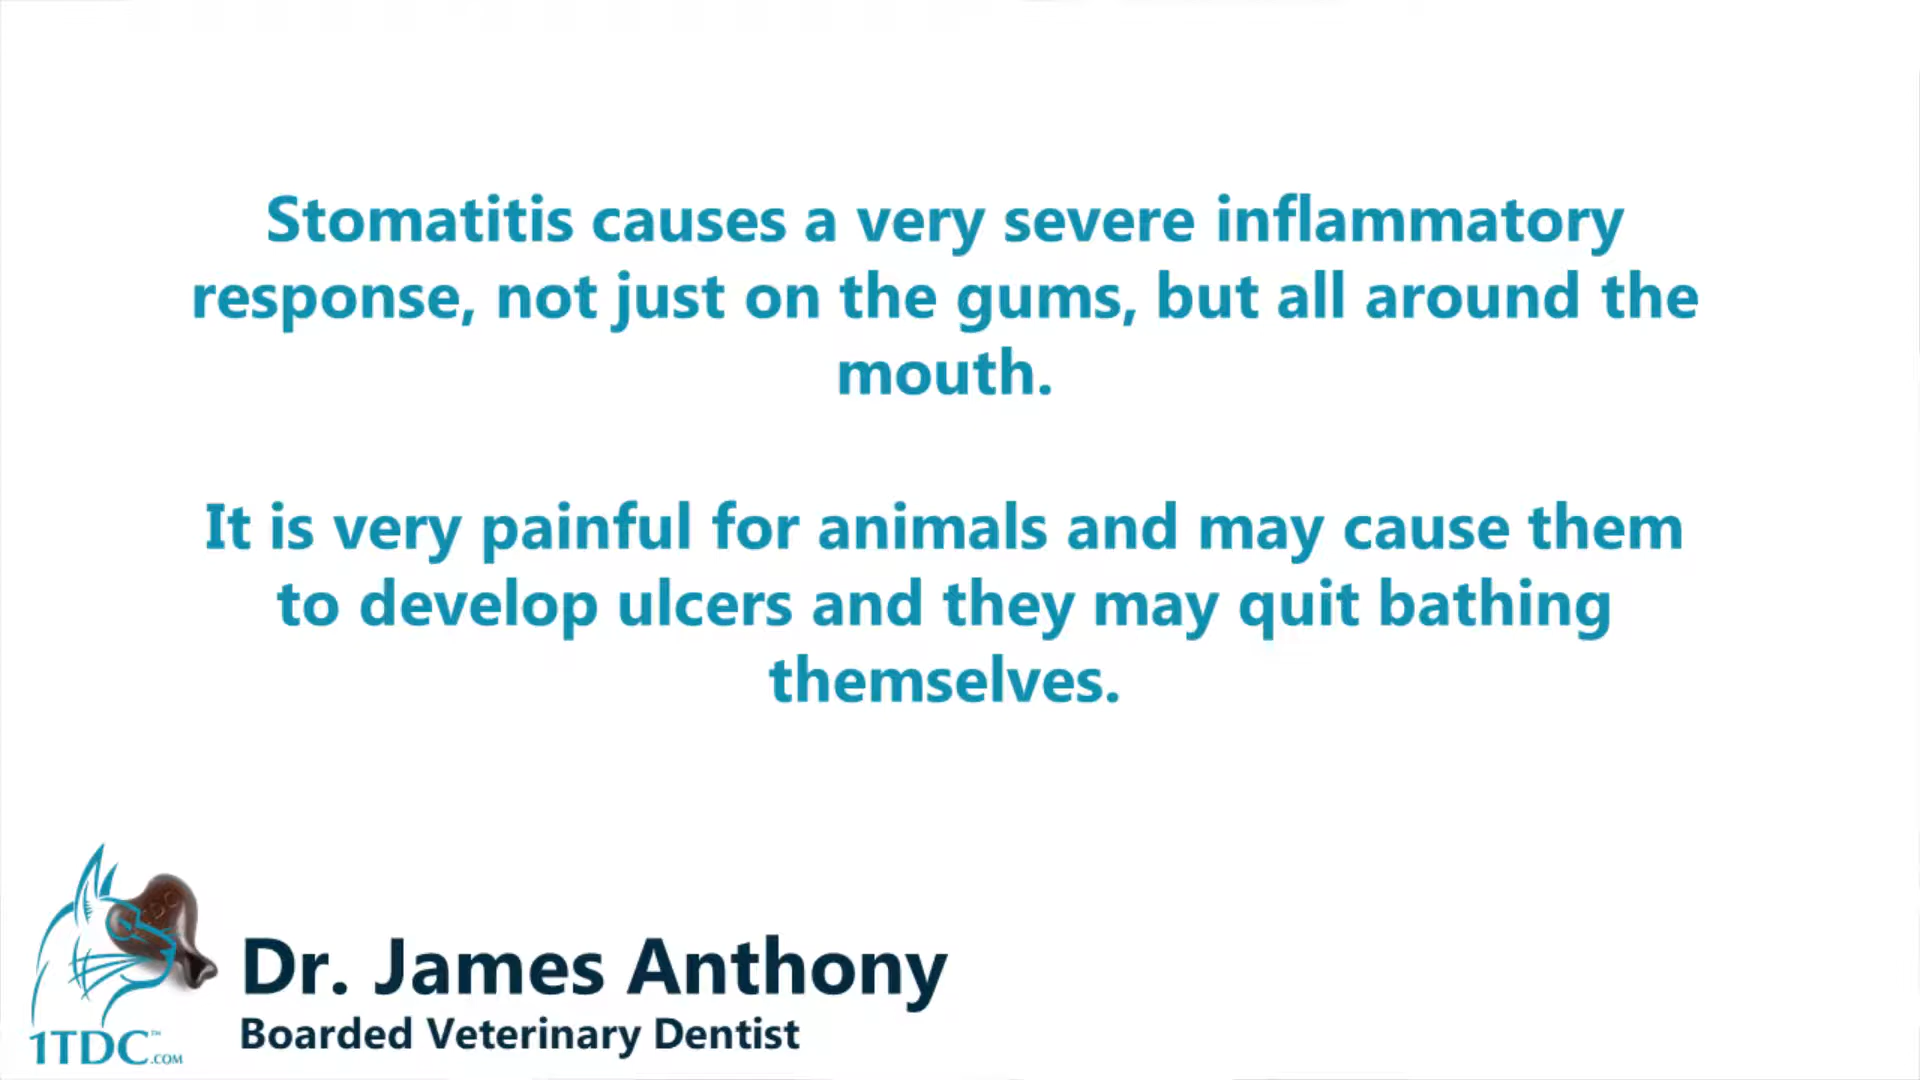 Stomatitis causes a very severe inflammatory
response, not just on the gums, but all around the
mouth.
It is very painful for animals and may cause them
to develop ulcers and they may quit bathing
themselves.
Dr. James Anthony
Boarded Veterinary Dentist
1TDC™.COM